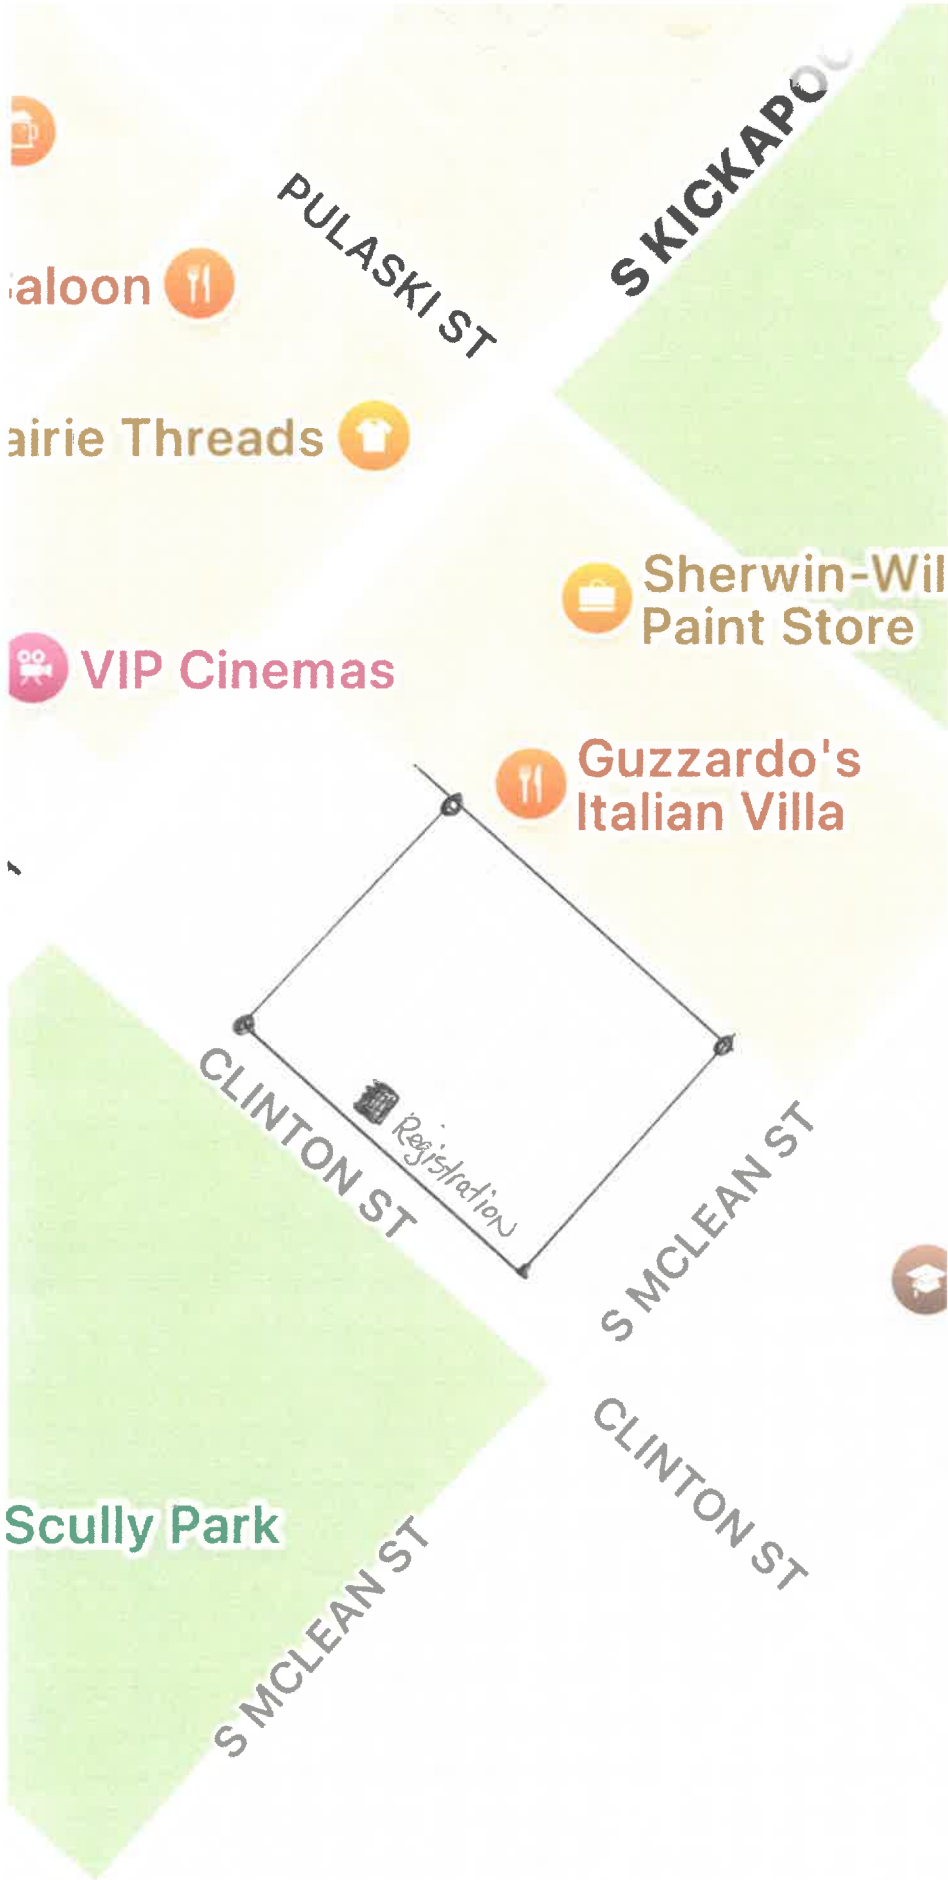 S KICKAPOO
PULASKI ST
aloon
airie Threads
Sherwin-Wil
Paint Store
VIP Cinemas
Guzzardo's
Italian Villa
CLINTON ST
Registration
S MCLEAN ST
CLINTON ST
Scully Park
S MCLEAN ST